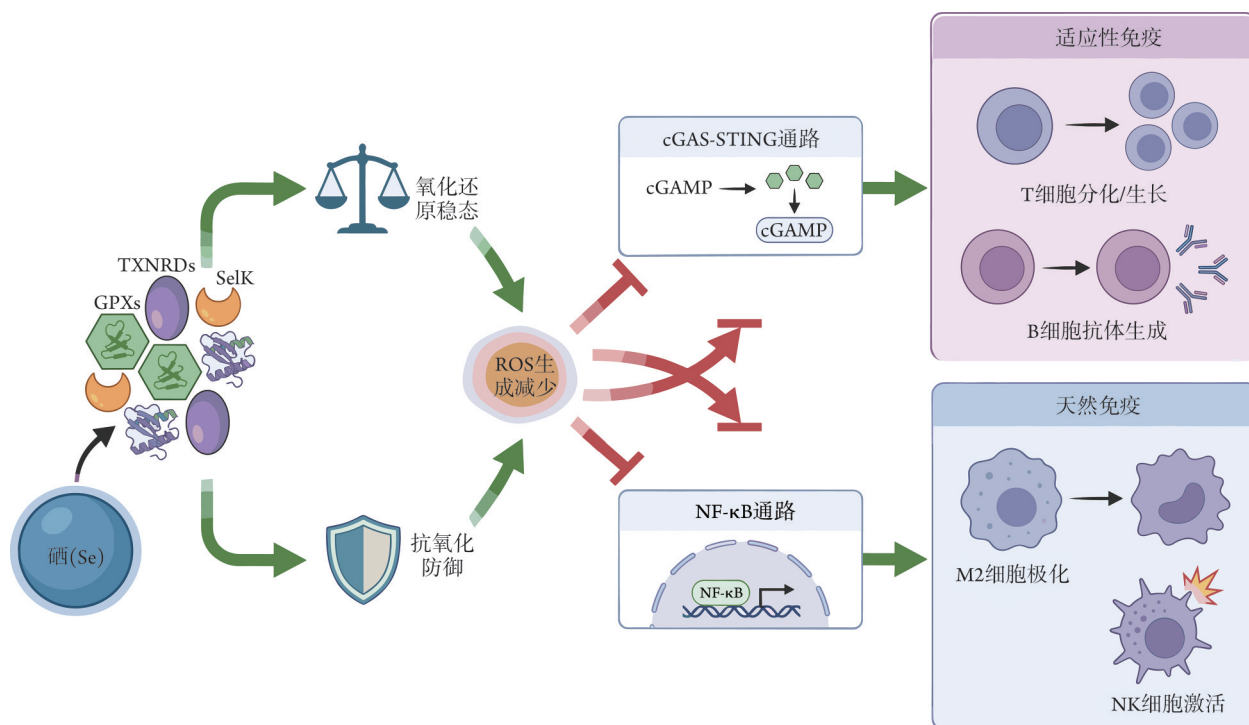 TXNRDs
SelK
GPXs
硒(Se)
氧化还
原稳态
抗氧化
防御
ROS生
成减少
cGAS-STING通路
cGAMP
cGAMP
NF-κB通路
NF-κB
适应性免疫
T细胞分化/生长
B细胞抗体生成
天然免疫
M2细胞极化
NK细胞激活